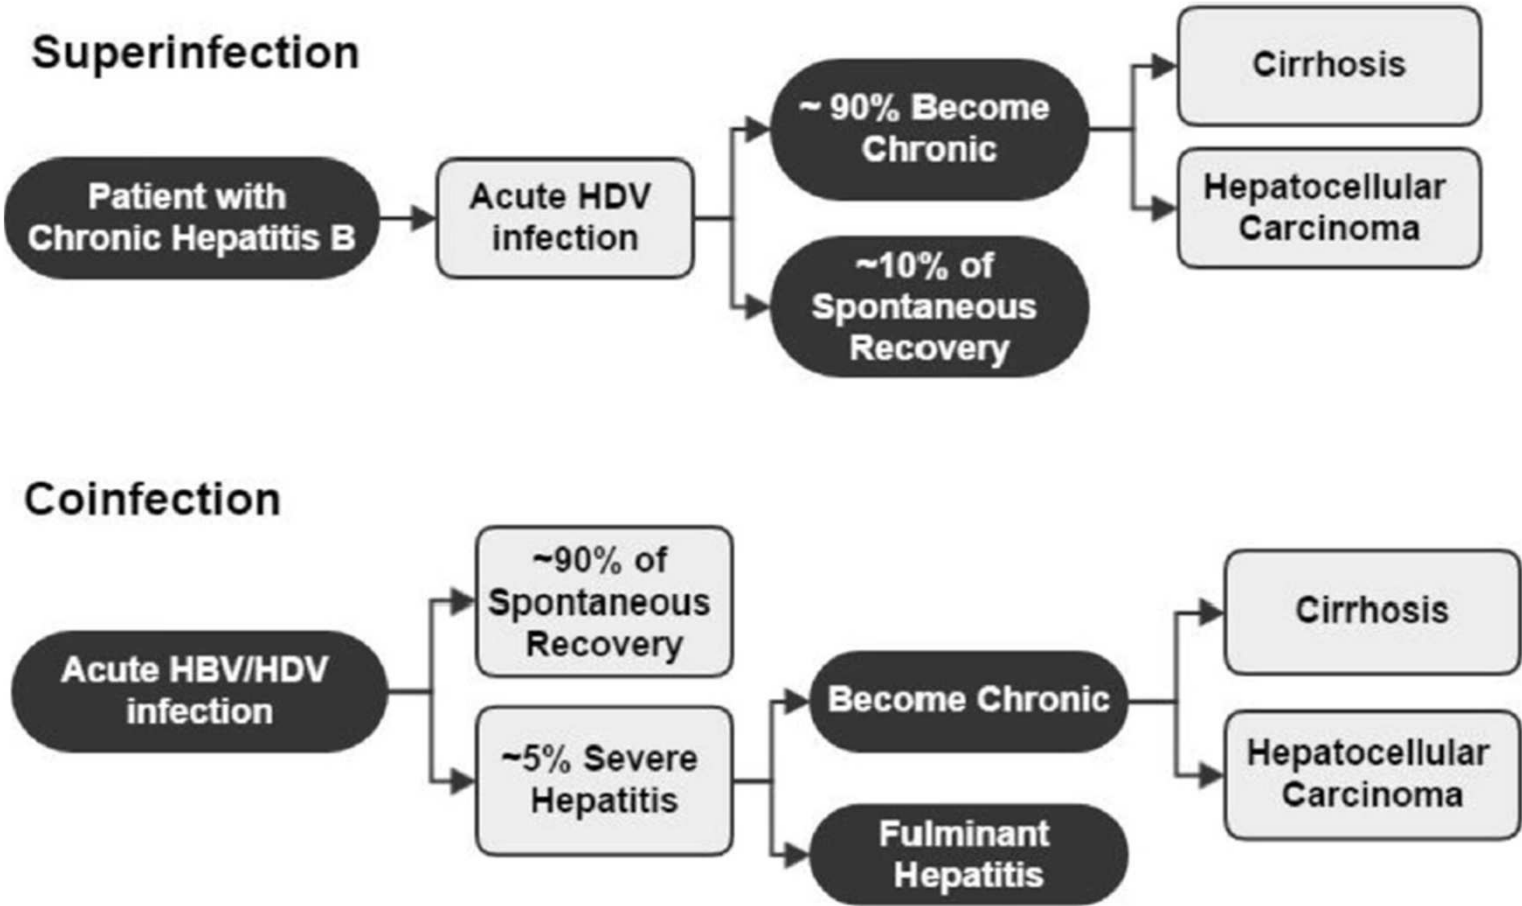 Superinfection
Patient with
Chronic Hepatitis B
Acute HDV
infection
~ 90% Become
Chronic
~10% of
Spontaneous
Recovery
Cirrhosis
Hepatocellular
Carcinoma
Coinfection
Acute HBV/HDV
infection
~90% of
Spontaneous
Recovery
~5% Severe
Hepatitis
Become Chronic
Fulminant
Hepatitis
Cirrhosis
Hepatocellular
Carcinoma